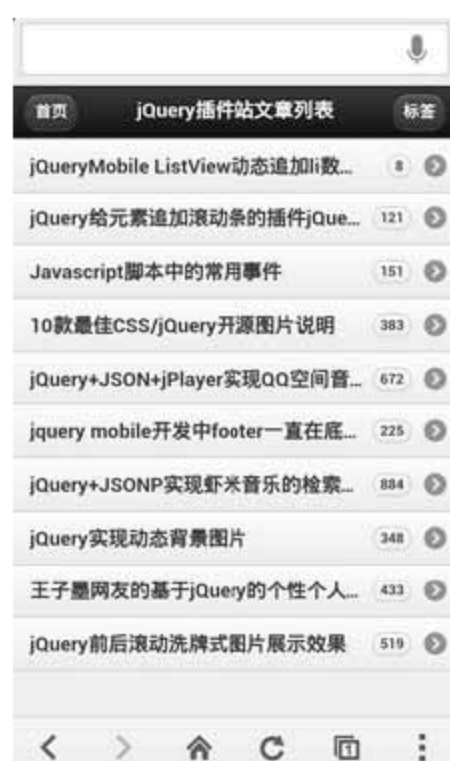 首页 jQuery插件站文章列表 标签
jQueryMobile ListView动态追加li数... 8
jQuery给元素追加滚动条的插件jQue... 121
Javascript脚本中的常用事件 151
10款最佳CSS/jQuery开源图片说明 383
jQuery+JSON+jPlayer实现QQ空间音... 672
jquery mobile开发中footer一直在底... 225
jQuery+JSONP实现虾米音乐的检索... 884
jQuery实现动态背景图片 348
王子墨网友的基于jQuery的个性个人... 433
jQuery前后滚动洗牌式图片展示效果 519
1